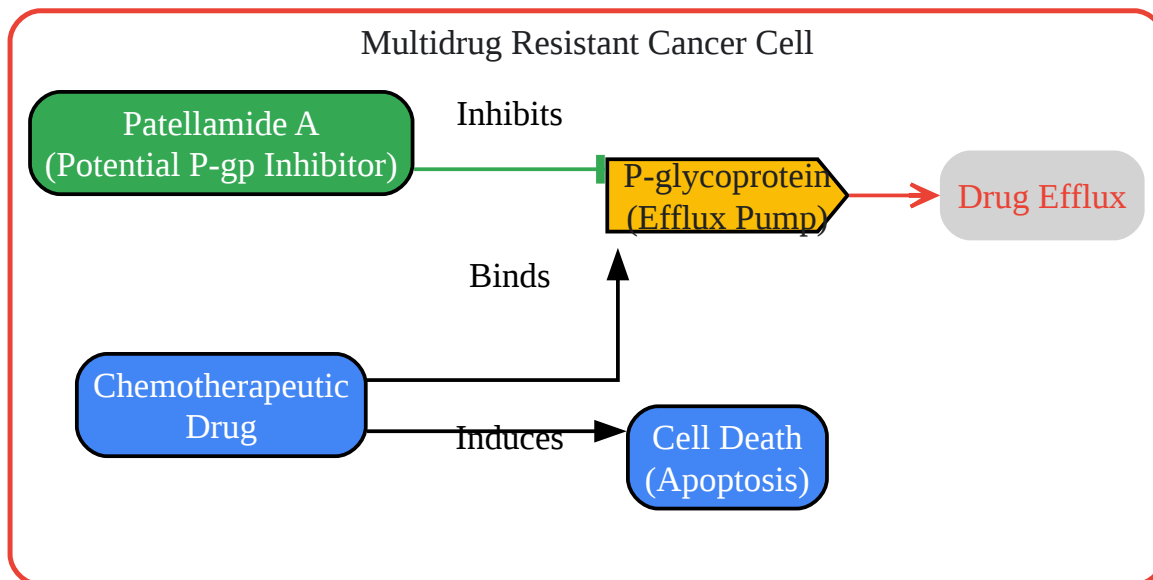 Multidrug Resistant Cancer Cell
Patellamide A
(Potential P-gp Inhibitor)
Inhibits
P-glycoprotein
(Efflux Pump)
Drug Efflux
Binds
Chemotherapeutic
Drug
Induces
Cell Death
(Apoptosis)